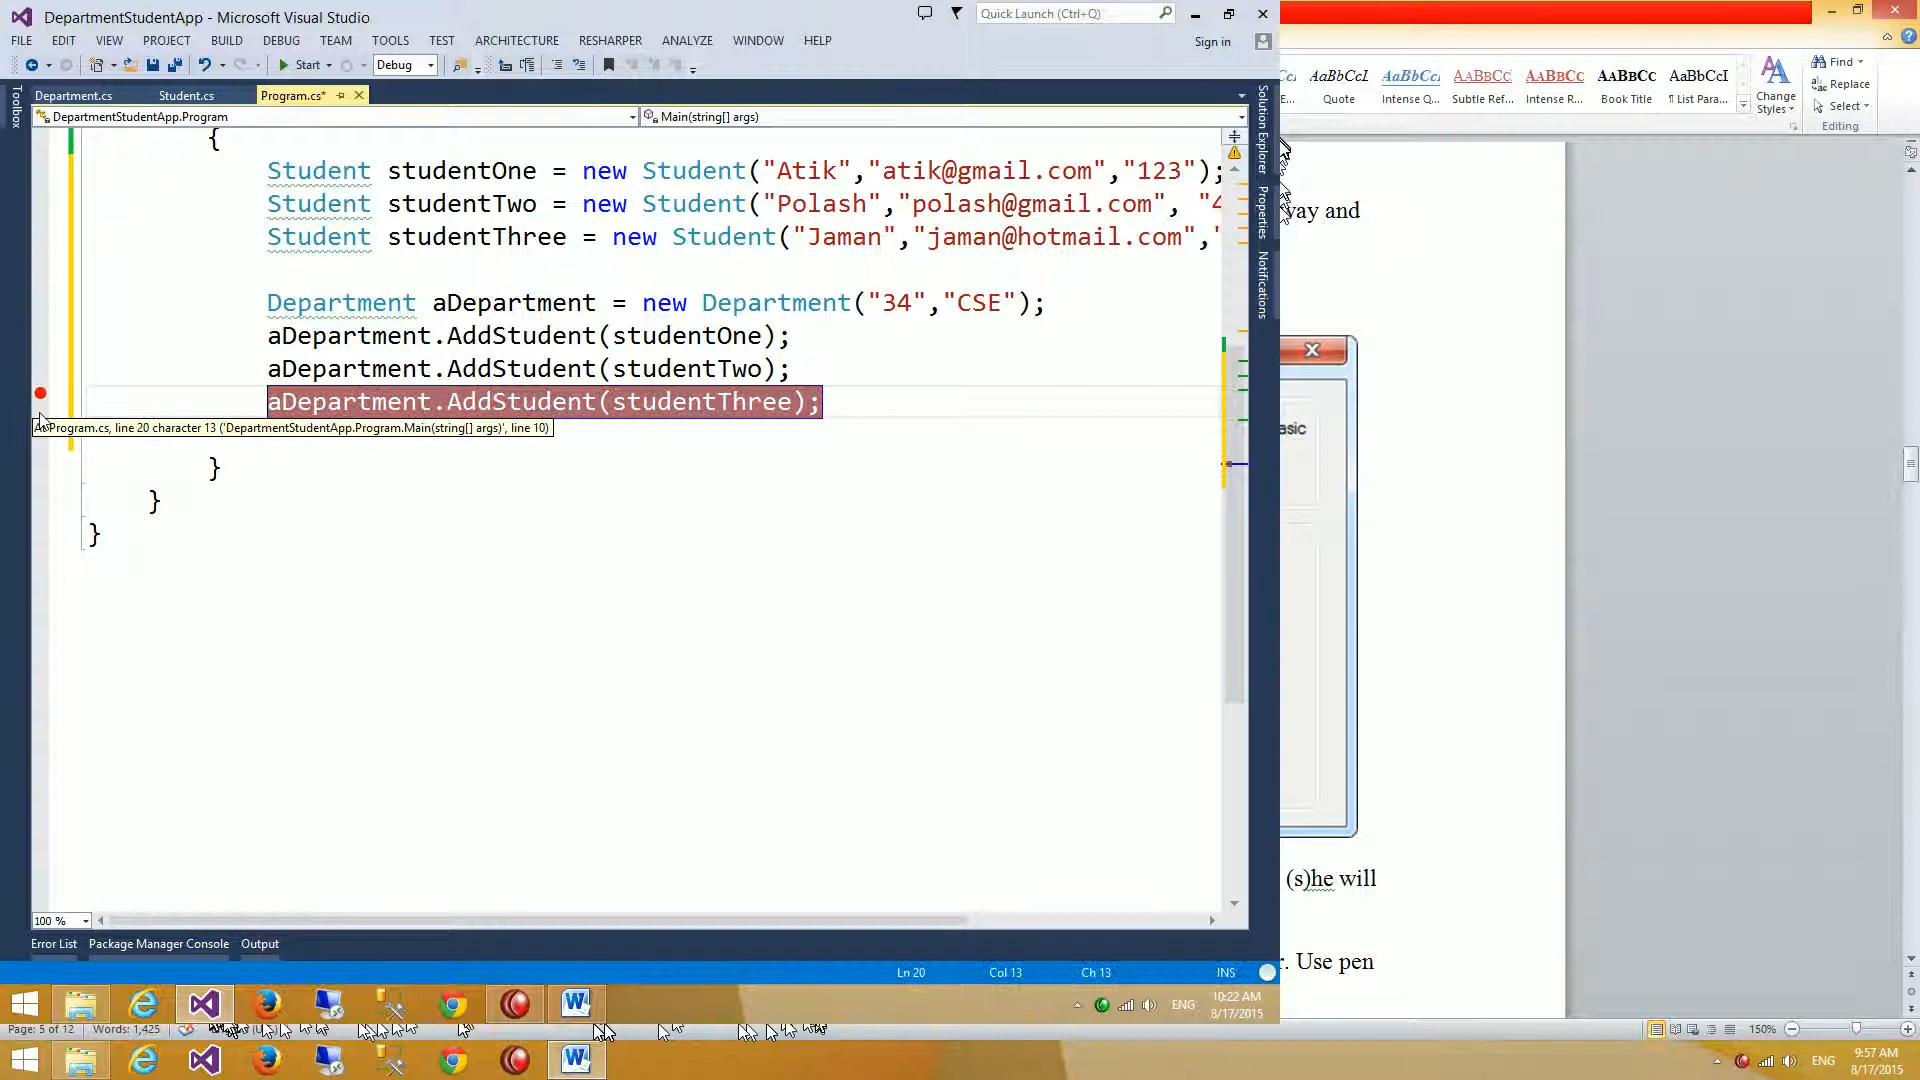 DepartmentStudentApp - Microsoft Visual Studio
Quick Launch (Ctrl+Q)
FILE EDIT VIEW PROJECT BUILD DEBUG TEAM TOOLS TEST ARCHITECTURE RESHARPER ANALYZE WINDOW HELP
Sign in
Start Debug
Department.cs Student.cs Program.cs*
DepartmentStudentApp.Program Main(string[] args)
Toolbox
Solution Explorer
Properties
Notifications
{
Student studentOne = new Student("Atik","atik@gmail.com","123");
Student studentTwo = new Student("Polash","polash@gmail.com", "4
Student studentThree = new Student("Jaman","jaman@hotmail.com","
Department aDepartment = new Department("34","CSE");
aDepartment.AddStudent(studentOne);
aDepartment.AddStudent(studentTwo);
aDepartment.AddStudent(studentThree);
At Program.cs, line 20 character 13 ('DepartmentStudentApp.Program.Main(string[] args)', line 10)
}
}
}
100 %
Error List Package Manager Console Output
Ln 20 Col 13 Ch 13 INS
ENG
10:22 AM
8/17/2015
AaBbCcI AaBbCcI AaBbCcI AaBbCc AaBbCc AaBbCc AaBbCcI
E... Quote Intense Q... Subtle Ref... Intense R... Book Title ¶ List Para...
Change
Styles
Find
Replace
Select
Editing
way and
asic
(s)he will
r. Use pen
Page: 5 of 12 Words: 1,425
150%
ENG
9:57 AM
8/17/2015